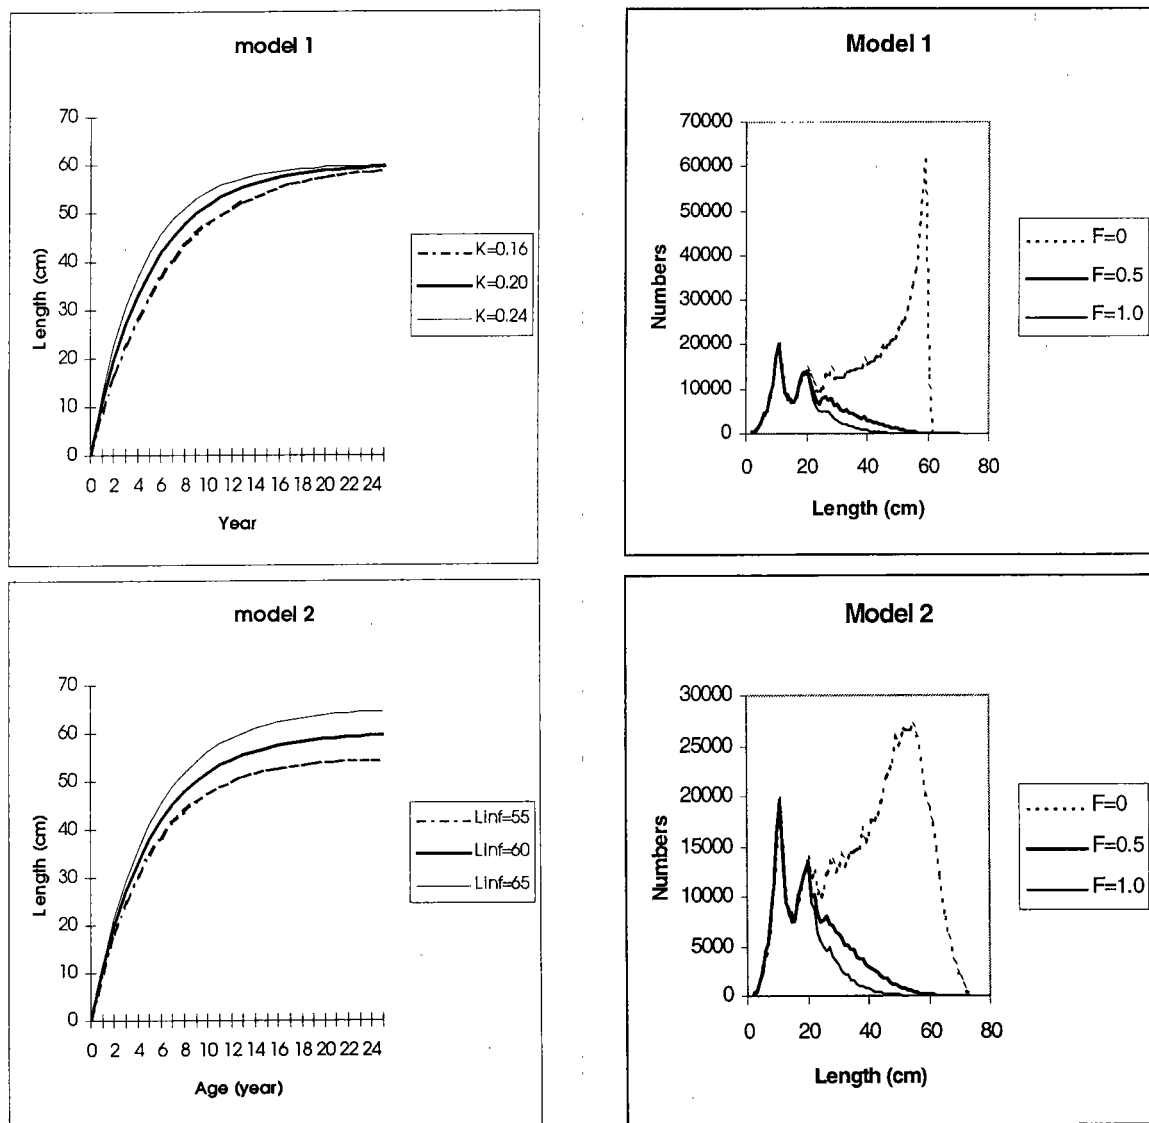 model 1
70
60
50
40
30
20
10
0
Length (cm)
0 2 4 6 8 10 12 14 16 18 20 22 24
Year
K=0.16
K=0.20
K=0.24
Model 1
70000
60000
50000
40000
30000
20000
10000
0
Numbers
0 20 40 60 80
Length (cm)
F=0
F=0.5
F=1.0
model 2
70
60
50
40
30
20
10
0
Length (cm)
0 2 4 6 8 10 12 14 16 18 20 22 24
Age (year)
Linf=55
Linf=60
Linf=65
Model 2
30000
25000
20000
15000
10000
5000
0
Numbers
0 20 40 60 80
Length (cm)
F=0
F=0.5
F=1.0